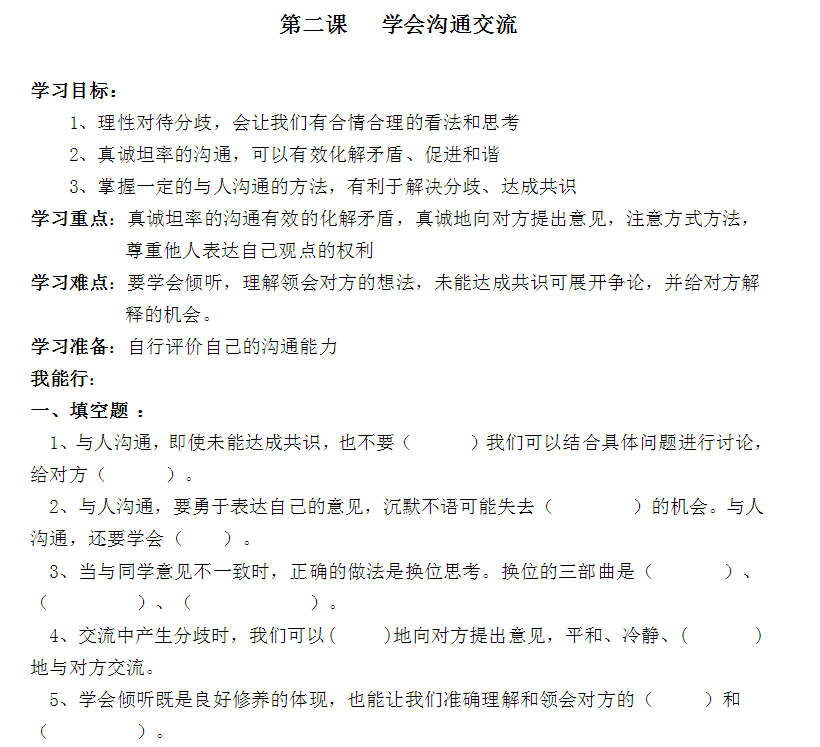 第二课 学会沟通交流
学习目标：
1、理性对待分歧，会让我们有合情合理的看法和思考
2、真诚坦率的沟通，可以有效化解矛盾、促进和谐
3、掌握一定的与人沟通的方法，有利于解决分歧、达成共识
学习重点：真诚坦率的沟通有效的化解矛盾，真诚地向对方提出意见，注意方式方法，
尊重他人表达自己观点的权利
学习难点：要学会倾听，理解领会对方的想法，未能达成共识可展开争论，并给对方解
释的机会。
学习准备：自行评价自己的沟通能力
我能行：
一、填空题 ：
1、与人沟通，即使未能达成共识，也不要（ ）我们可以结合具体问题进行讨论，
给对方（ ）。
2、与人沟通，要勇于表达自己的意见，沉默不语可能失去（ ）的机会。与人
沟通，还要学会（ ）。
3、当与同学意见不一致时，正确的做法是换位思考。换位的三部曲是（ ）、
（ ）、（ ）。
4、交流中产生分歧时，我们可以( )地向对方提出意见，平和、冷静、( )
地与对方交流。
5、学会倾听既是良好修养的体现，也能让我们准确理解和领会对方的（ ）和
（ ）。